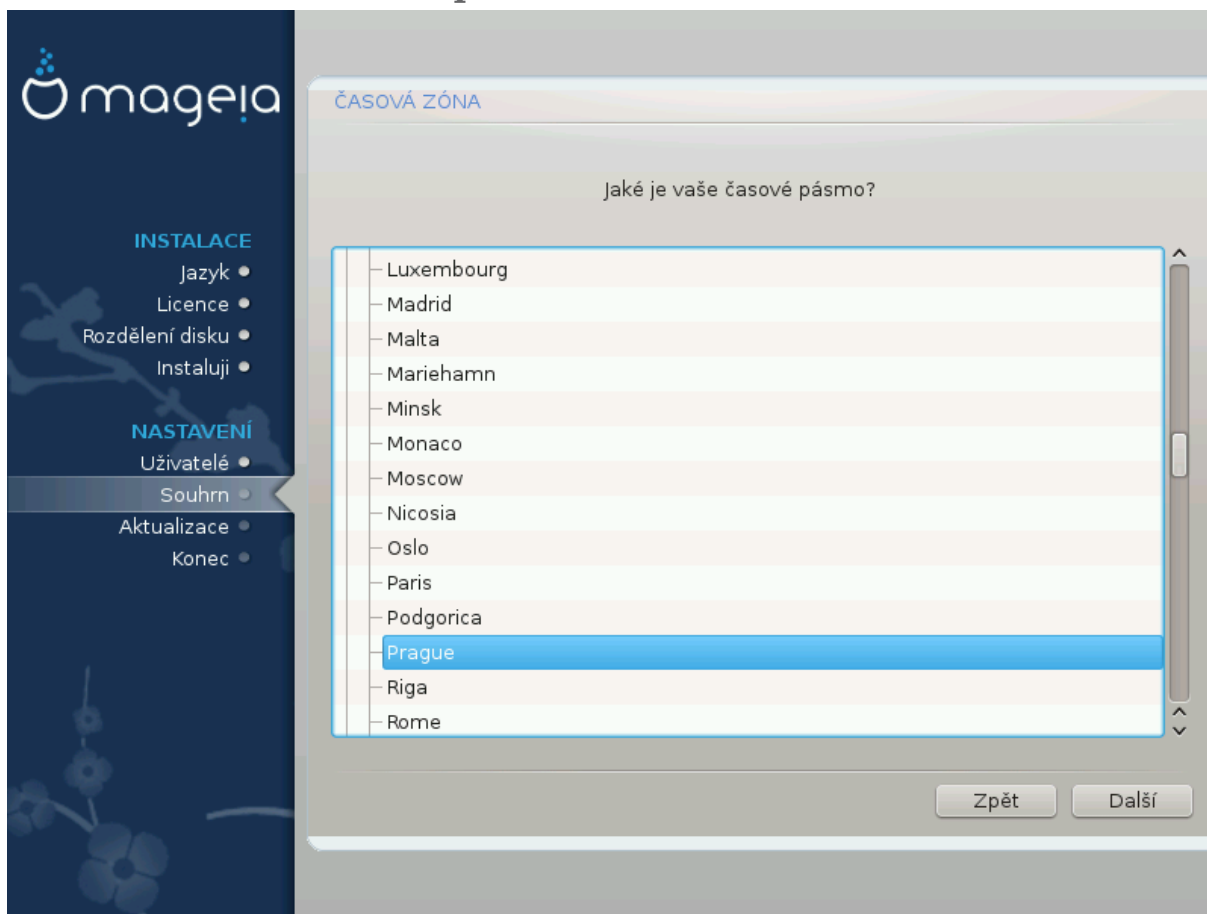 mageia
INSTALACE
Jazyk
Licence
Rozdělení disku
Instaluji
NASTAVENÍ
Uživatelé
Souhrn
Aktualizace
Konec
ČASOVÁ ZÓNA
Jaké je vaše časové pásmo?
Luxembourg
Madrid
Malta
Mariehamn
Minsk
Monaco
Moscow
Nicosia
Oslo
Paris
Podgorica
Prague
Riga
Rome
Zpět
Další